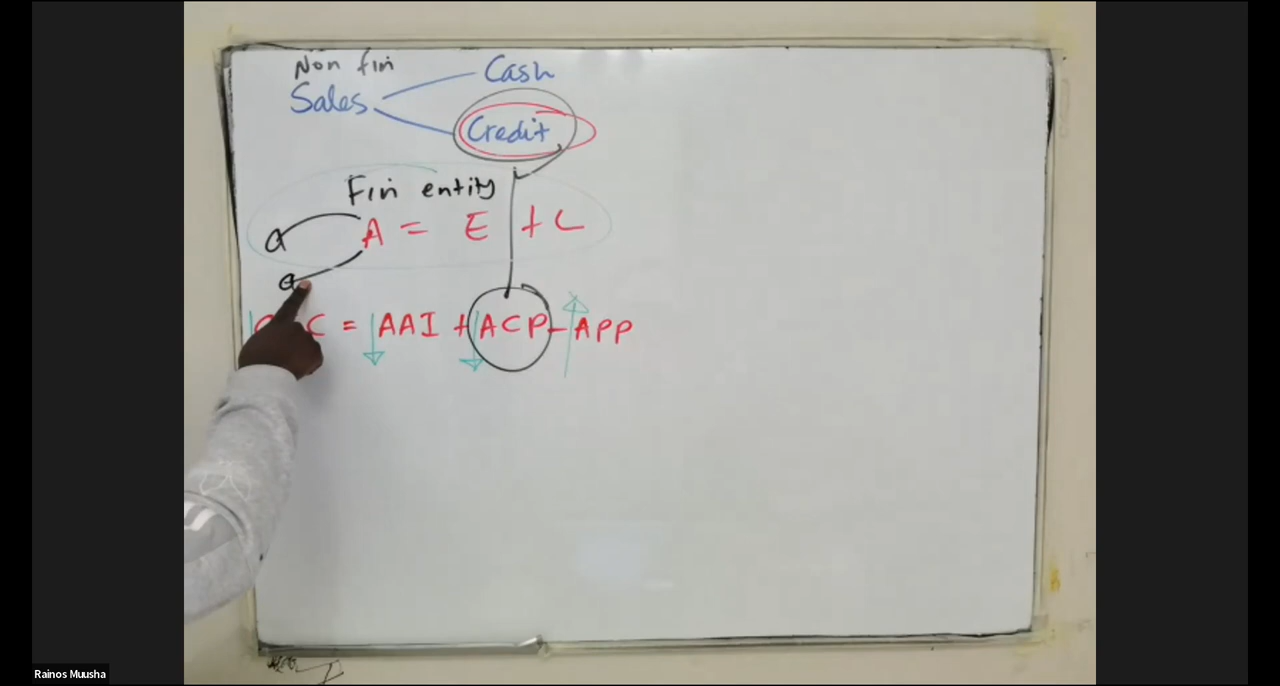 Non fin
Sales
Cash
Credit
Fin entity
A = E + L
C = AAI + ACP - APP
Rainos Muusha